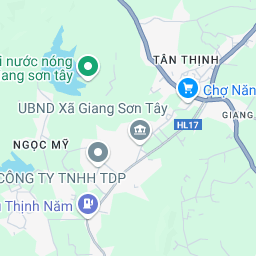 TÂN THỊNH
i nước nóng
ang sơn tây
Chợ Năn
UBND Xã Giang Sơn Tây
GIANG
HL17
NGỌC MỸ
CÔNG TY TNHH TDP
Thịnh Năm